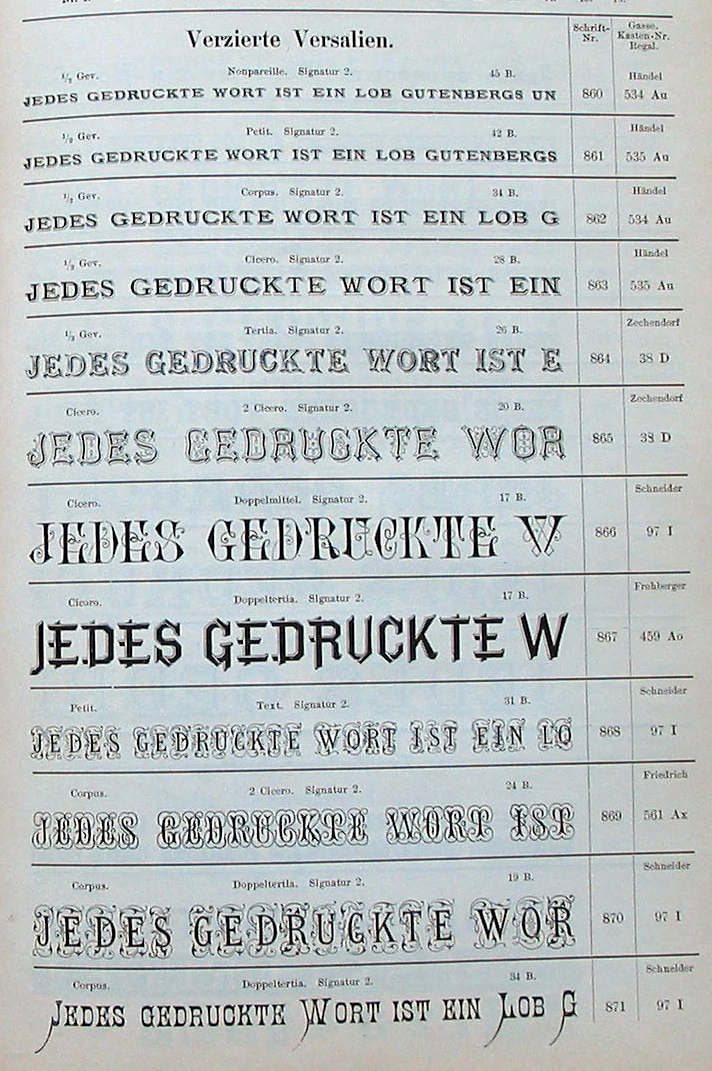 Verzierte Versalien.
Schrift-
Nr.
Gasse.
Kasten-Nr.
Regal.
1/2 Gev. Nonpareille. Signatur 2. 45 B. Händel
JEDES GEDRUCKTE WORT IST EIN LOB GUTENBERGS UN 860 534 Au
1/2 Gev. Petit. Signatur 2. 42 B. Händel
JEDES GEDRUCKTE WORT IST EIN LOB GUTENBERGS 861 535 Au
1/2 Gev. Corpus. Signatur 2. 34 B. Händel
JEDES GEDRUCKTE WORT IST EIN LOB G 862 534 Au
1/2 Gev. Cicero. Signatur 2. 28 B. Händel
JEDES GEDRUCKTE WORT IST EIN 863 535 Au
1/2 Gev. Tertia. Signatur 2. 26 B. Zechendorf
JEDES GEDRUCKTE WORT IST E 864 38 D
Cicero. 2 Cicero. Signatur 2. 20 B. Zechendorf
JEDES GEDRUCKTE WOR 865 38 D
Cicero. Doppelmittel. Signatur 2. 17 B. Schneider
JEDES GEDRUCKTE W 866 97 I
Cicero. Doppeltertia. Signatur 2. 17 B. Frohberger
JEDES GEDRUCKTE W 867 459 Ao
Petit. Text. Signatur 2. 31 B. Schneider
JEDES GEDRUCKTE WORT IST EIN LO 868 97 I
Corpus. 2 Cicero. Signatur 2. 24 B. Friedrich
JEDES GEDRUCKTE WORT IST 869 561 Ax
Corpus. Doppeltertia. Signatur 2. 19 B. Schneider
JEDES GEDRUCKTE WOR 870 97 I
Corpus. Doppeltertia. Signatur 2. 34 B. Schneider
JEDES GEDRUCKTE WORT IST EIN LOB G 871 97 I